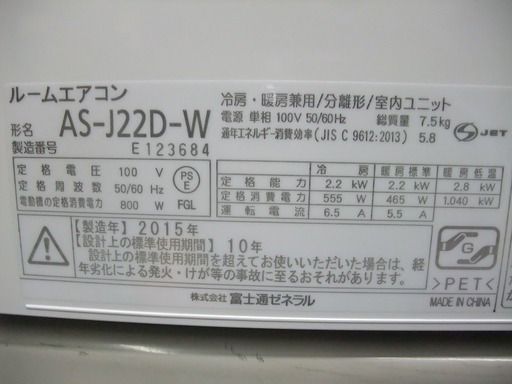 ルームエアコン
形名 AS-J22D-W
製造番号 E123684
冷房・暖房兼用/分離形/室内ユニット
電源 単相 100V 50/60Hz 総質量 7.5kg
通年エネルギー消費効率 (JIS C 9612:2013) 5.8
JET
定格電圧 100 V
定格周波数 50/60 Hz
電動機の定格消費電力 800 W
PS
E
FGL
冷房 暖房標準 暖房低温
定格能力 2.2 kW 2.2 kW 2.8 kW
定格消費電力 555 W 465 W 1.040 kW
運転電流 6.5 A 5.5 A
【製造年】2015年
【設計上の標準使用期間】10年
設計上の標準使用期間を超えてお使いいただいた場合は、経
年劣化による発火・けが等の事故に至るおそれがあります。
G
>PET<
MADE IN CHINA
株式会社 富士通ゼネラル